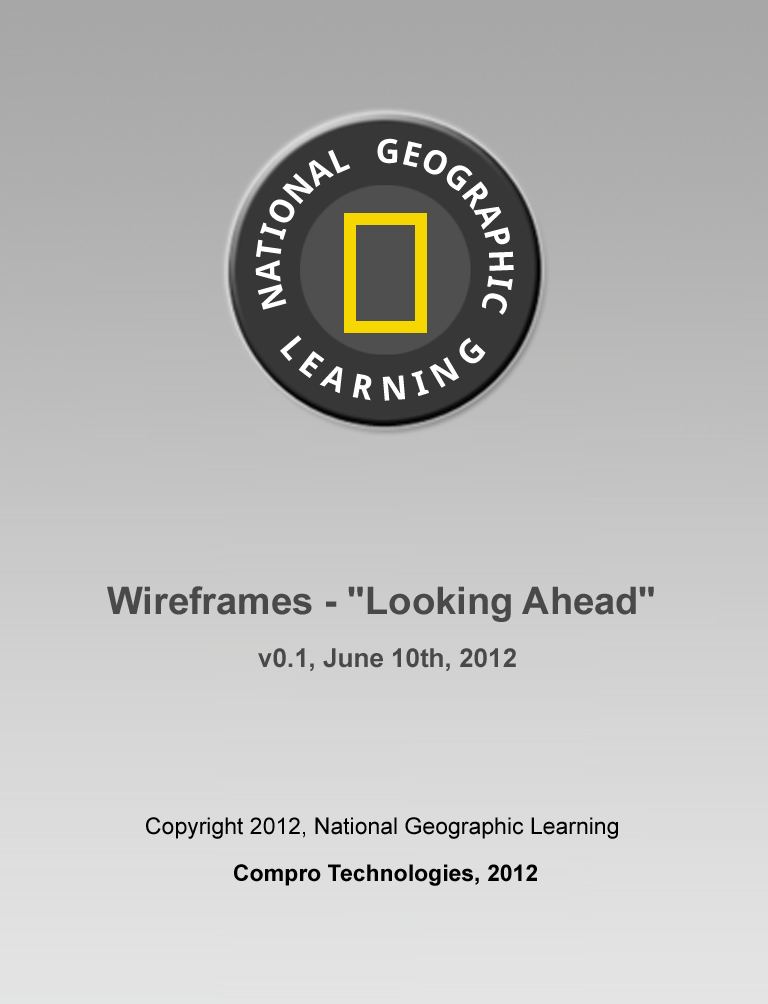 NATIONAL GEOGRAPHIC
LEARNING
Wireframes - "Looking Ahead"
v0.1, June 10th, 2012
Copyright 2012, National Geographic Learning
Compro Technologies, 2012